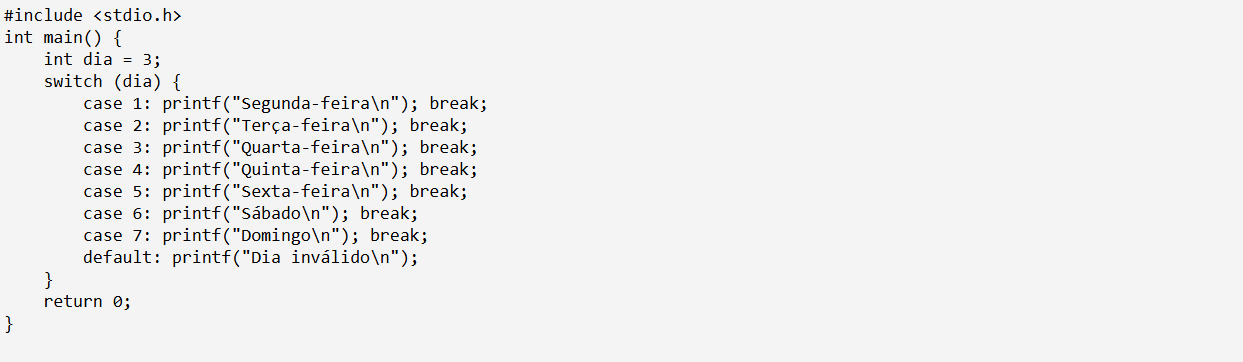 #include <stdio.h>
int main() {
    int dia = 3;
    switch (dia) {
        case 1: printf("Segunda-feira\n"); break;
        case 2: printf("Terça-feira\n"); break;
        case 3: printf("Quarta-feira\n"); break;
        case 4: printf("Quinta-feira\n"); break;
        case 5: printf("Sexta-feira\n"); break;
        case 6: printf("Sábado\n"); break;
        case 7: printf("Domingo\n"); break;
        default: printf("Dia inválido\n");
    }
    return 0;
}